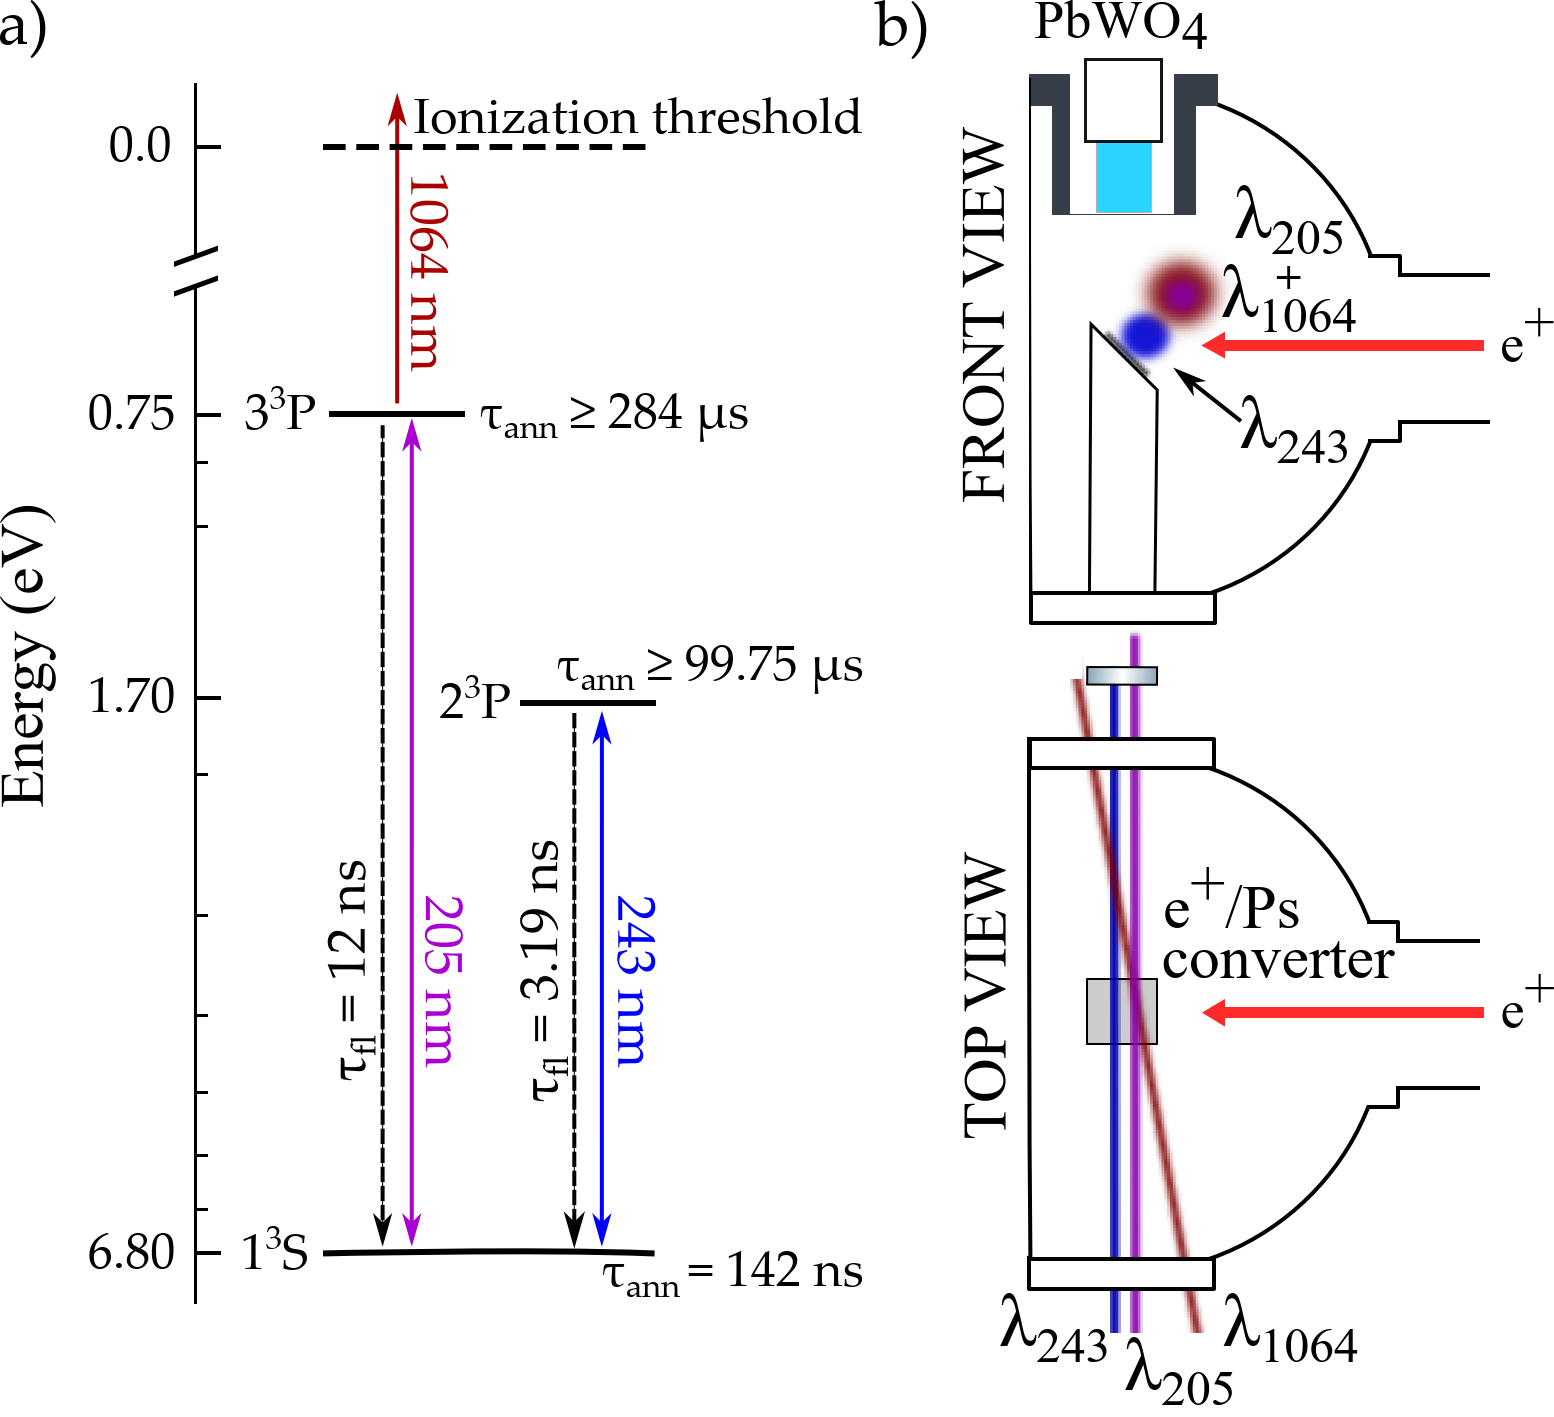 a)
Ionization threshold
0.0
1064 nm
0.75
3³P
τₐₙₙ ≥ 284 μs
Energy (eV)
τₐₙₙ ≥ 99.75 μs
1.70
2³P
τfl = 12 ns
205 nm
τfl = 3.19 ns
243 nm
6.80
1³S
τₐₙₙ = 142 ns
b)
PbWO₄
FRONT VIEW
λ₂₀₅
+
λ₁₀₆₄
e⁺
λ₂₄₃
TOP VIEW
e⁺/Ps
converter
e⁺
λ₂₄₃
λ₂₀₅
λ₁₀₆₄